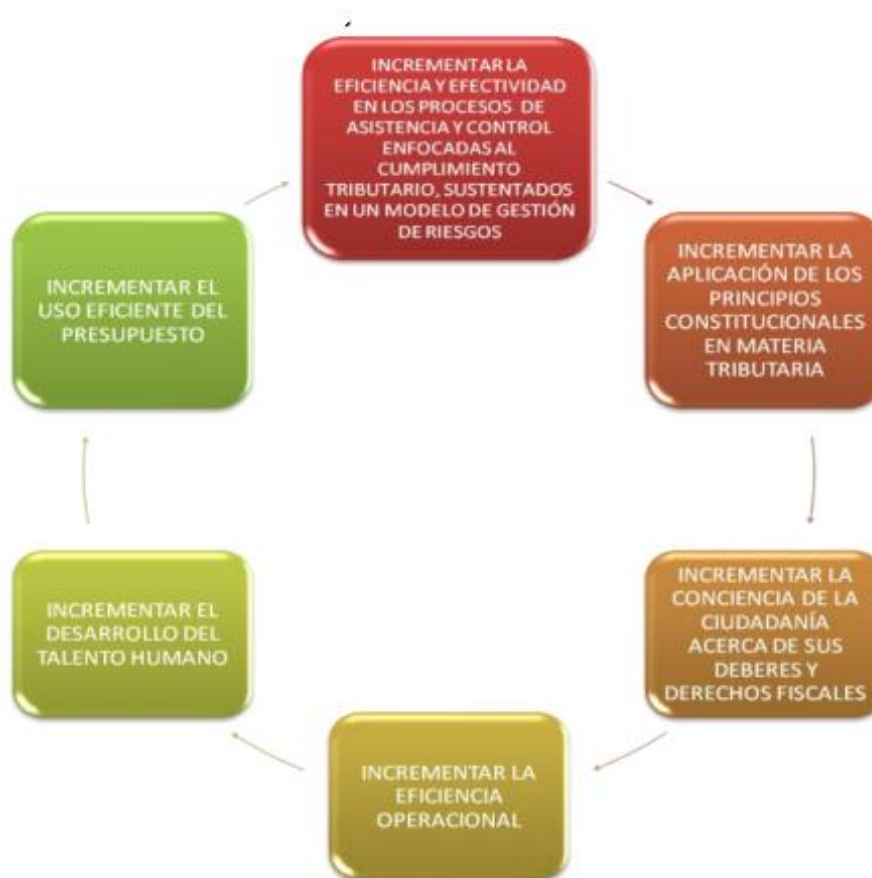 INCREMENTAR LA
EFICIENCIA Y EFECTIVIDAD
EN LOS PROCESOS DE
ASISTENCIA Y CONTROL
ENFOCADAS AL
CUMPLIMIENTO
TRIBUTARIO, SUSTENTADOS
EN UN MODELO DE GESTIÓN
DE RIESGOS
INCREMENTAR LA
APLICACIÓN DE LOS
PRINCIPIOS
CONSTITUCIONALES
EN MATERIA
TRIBUTARIA
INCREMENTAR LA
CONCIENCIA DE LA
CIUDADANÍA
ACERCA DE SUS
DEBERES Y
DERECHOS FISCALES
INCREMENTAR LA
EFICIENCIA
OPERACIONAL
INCREMENTAR EL
DESARROLLO DEL
TALENTO HUMANO
INCREMENTAR EL
USO EFICIENTE DEL
PRESUPUESTO